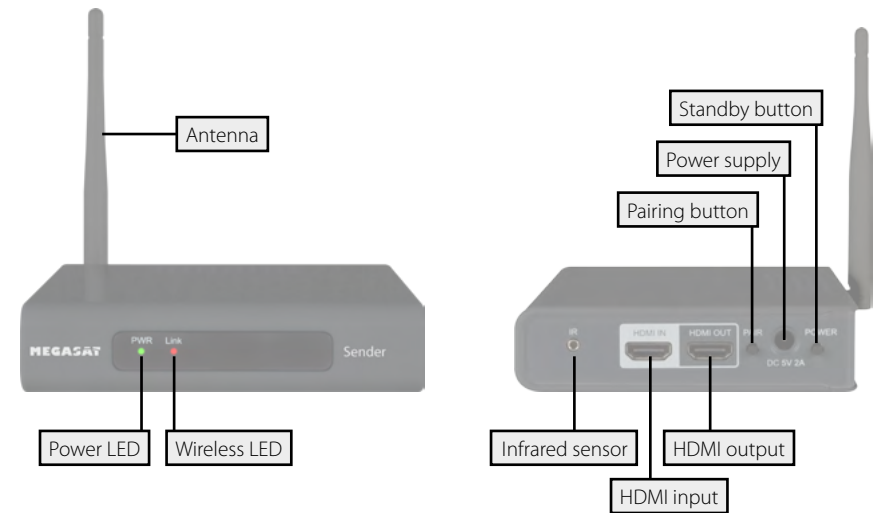 Antenna
MEGASAT
PWR Link
Sender
Power LED
Wireless LED
Standby button
Power supply
Pairing button
IR
HDMI IN
HDMI OUT
PAIR
POWER
DC 5V 2A
Infrared sensor
HDMI output
HDMI input